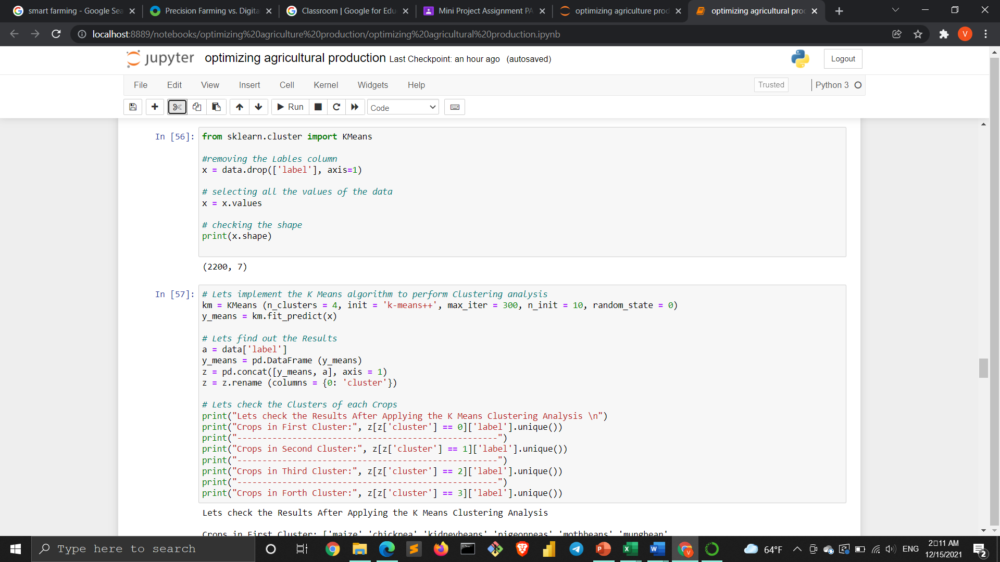 smart farming - Google Sea
Precision Farming vs. Digita
Classroom | Google for Edu
Mini Project Assignment PA
optimizing agriculture prod
optimizing agricultural proc
localhost:8889/notebooks/optimizing%20agriculture%20production/optimizing%20agricultural%20production.ipynb
V
jupyter optimizing agricultural production Last Checkpoint: an hour ago (autosaved)
Logout
File Edit View Insert Cell Kernel Widgets Help
Trusted
Python 3
Run
Code
In [56]:
from sklearn.cluster import KMeans
#removing the Lables column
x = data.drop(['label'], axis=1)
# selecting all the values of the data
x = x.values
# checking the shape
print(x.shape)
(2200, 7)
In [57]:
# Lets implement the K Means algorithm to perform Clustering analysis
km = KMeans (n_clusters = 4, init = 'k-means++', max_iter = 300, n_init = 10, random_state = 0)
y_means = km.fit_predict(x)
# Lets find out the Results
a = data['label']
y_means = pd.DataFrame (y_means)
z = pd.concat([y_means, a], axis = 1)
z = z.rename (columns = {0: 'cluster'})
# Lets check the Clusters of each Crops
print("Lets check the Results After Applying the K Means Clustering Analysis \n")
print("Crops in First Cluster:", z[z['cluster'] == 0]['label'].unique())
print("----------------------------------------------------")
print("Crops in Second Cluster:", z[z['cluster'] == 1]['label'].unique())
print("----------------------------------------------------")
print("Crops in Third Cluster:", z[z['cluster'] == 2]['label'].unique())
print("----------------------------------------------------")
print("Crops in Forth Cluster:", z[z['cluster'] == 3]['label'].unique())
Lets check the Results After Applying the K Means Clustering Analysis
Crops in First Cluster: ['maize' 'chickpea' 'kidneybeans' 'pigeonpeas' 'mothbeans' 'mungbean'
Type here to search
64°F
ENG
2:11 AM
12/15/2021
2